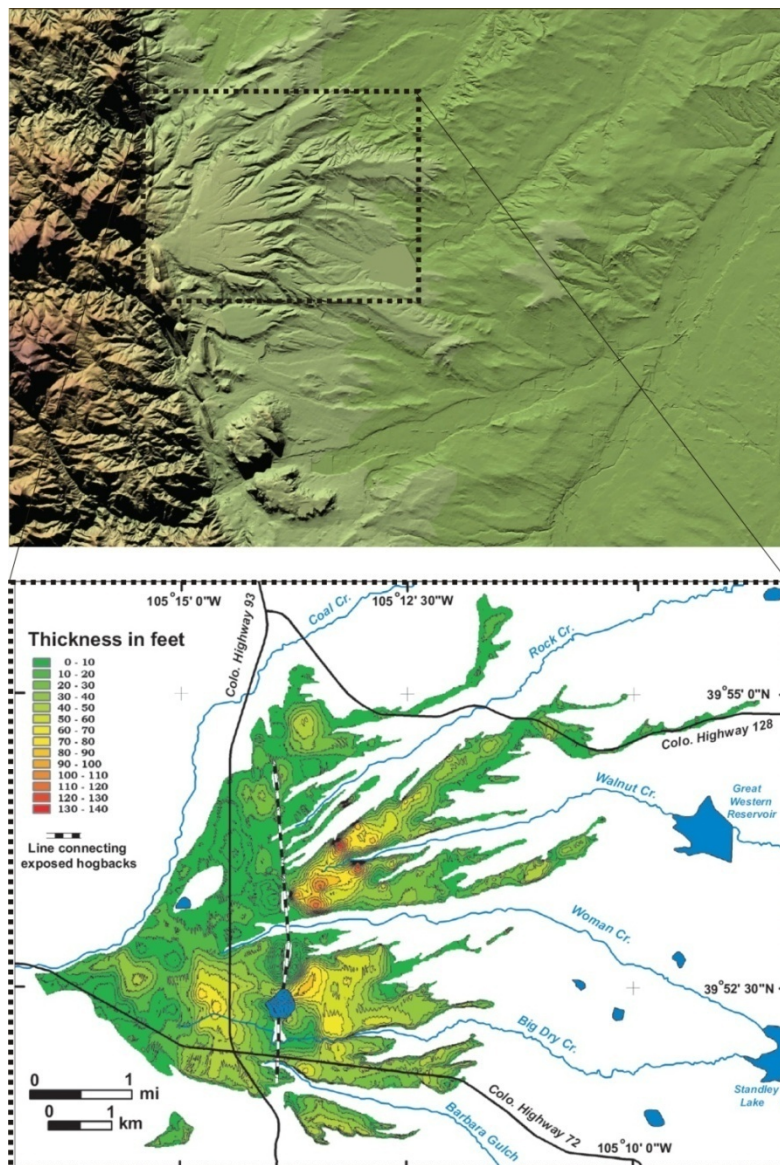 105°15' 0"W
105°12' 30"W
Colo. Highway 93
Coal Cr.
Rock Cr.
Thickness in feet
0 - 10
10 - 20
20 - 30
30 - 40
40 - 50
50 - 60
60 - 70
70 - 80
80 - 90
90 - 100
100 - 110
110 - 120
120 - 130
130 - 140
39°55' 0"N
Colo. Highway 128
Walnut Cr.
Great
Western
Reservoir
Line connecting
exposed hogbacks
Woman Cr.
39°52' 30"N
Big Dry Cr.
0 1
mi
0 1
km
Standley
Lake
Colo. Highway 72
Barbara Gulch
105°10' 0"W